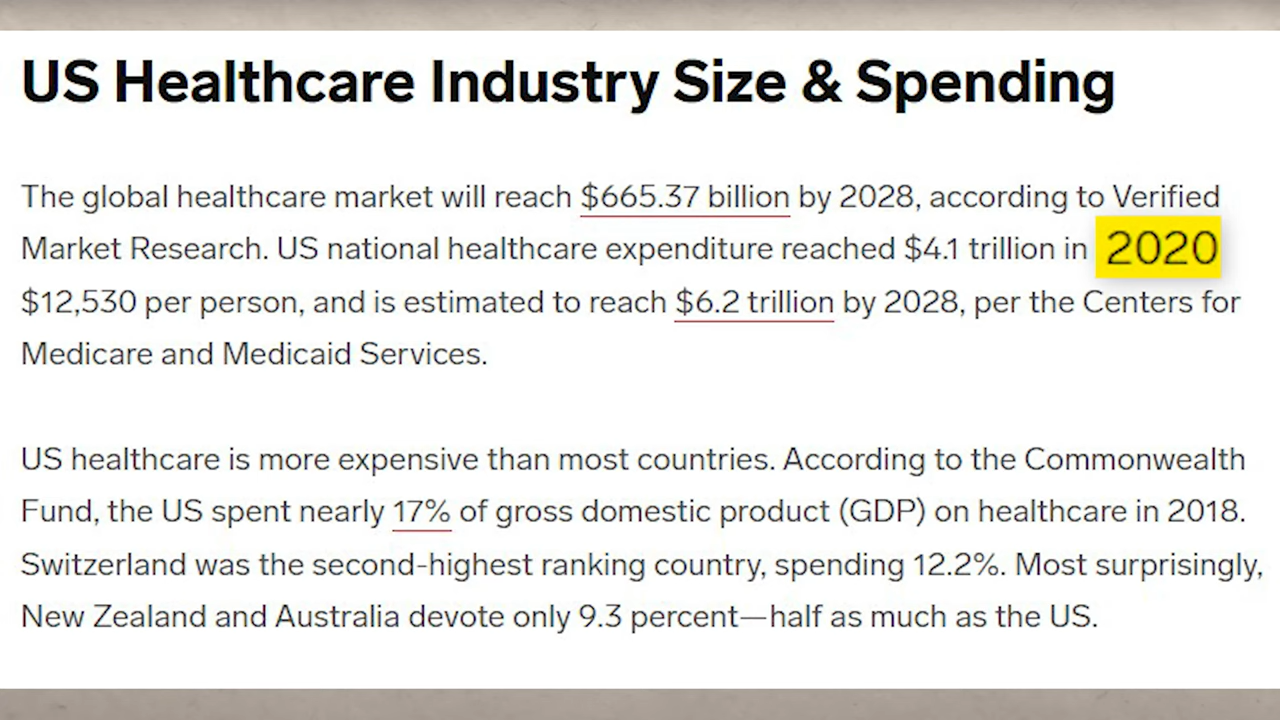 US Healthcare Industry Size & Spending
The global healthcare market will reach $665.37 billion by 2028, according to Verified
Market Research. US national healthcare expenditure reached $4.1 trillion in 2020
$12,530 per person, and is estimated to reach $6.2 trillion by 2028, per the Centers for
Medicare and Medicaid Services.
US healthcare is more expensive than most countries. According to the Commonwealth
Fund, the US spent nearly 17% of gross domestic product (GDP) on healthcare in 2018.
Switzerland was the second-highest ranking country, spending 12.2%. Most surprisingly,
New Zealand and Australia devote only 9.3 percent—half as much as the US.